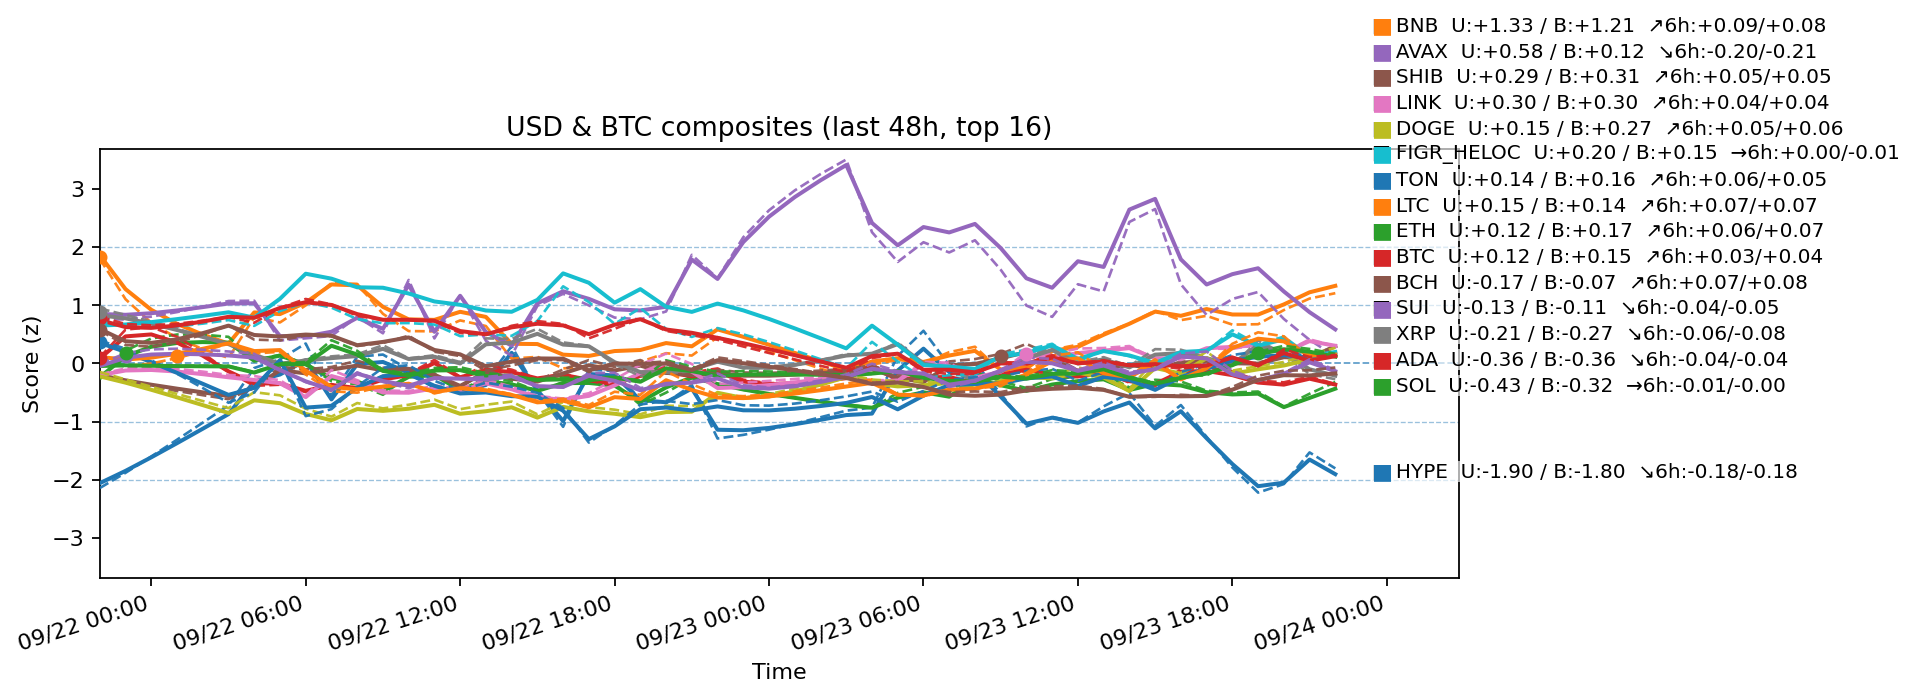 BNB U:+1.33 / B:+1.21 ↗6h:+0.09/+0.08
AVAX U:+0.58 / B:+0.12 ↘6h:-0.20/-0.21
SHIB U:+0.29 / B:+0.31 ↗6h:+0.05/+0.05
LINK U:+0.30 / B:+0.30 ↗6h:+0.04/+0.04
DOGE U:+0.15 / B:+0.27 ↗6h:+0.05/+0.06
FIGR_HELOC U:+0.20 / B:+0.15 →6h:+0.00/-0.01
TON U:+0.14 / B:+0.16 ↗6h:+0.06/+0.05
LTC U:+0.15 / B:+0.14 ↗6h:+0.07/+0.07
ETH U:+0.12 / B:+0.17 ↗6h:+0.06/+0.07
BTC U:+0.12 / B:+0.15 ↗6h:+0.03/+0.04
BCH U:-0.17 / B:-0.07 ↗6h:+0.07/+0.08
SUI U:-0.13 / B:-0.11 ↘6h:-0.04/-0.05
XRP U:-0.21 / B:-0.27 ↘6h:-0.06/-0.08
ADA U:-0.36 / B:-0.36 ↘6h:-0.04/-0.04
SOL U:-0.43 / B:-0.32 →6h:-0.01/-0.00
HYPE U:-1.90 / B:-1.80 ↘6h:-0.18/-0.18
USD & BTC composites (last 48h, top 16)
Score (z)
3
2
1
0
−1
−2
−3
09/22 00:00
09/22 06:00
09/22 12:00
09/22 18:00
09/23 00:00
09/23 06:00
09/23 12:00
09/23 18:00
09/24 00:00
Time